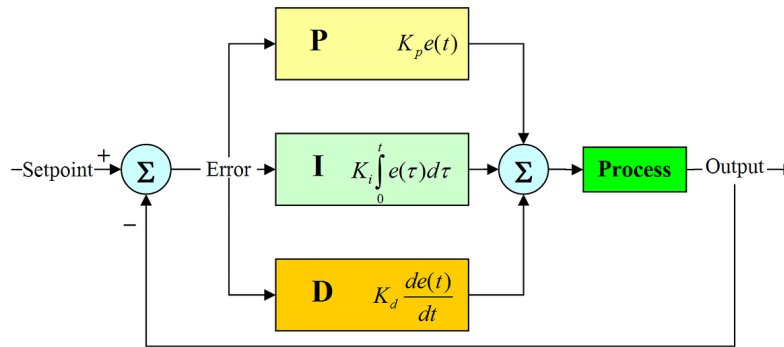 P K_p e(t)
–Setpoint + Σ Error I K_i ∫_0^t e(τ)dτ Σ Process Output
−
D K_d de(t)/dt